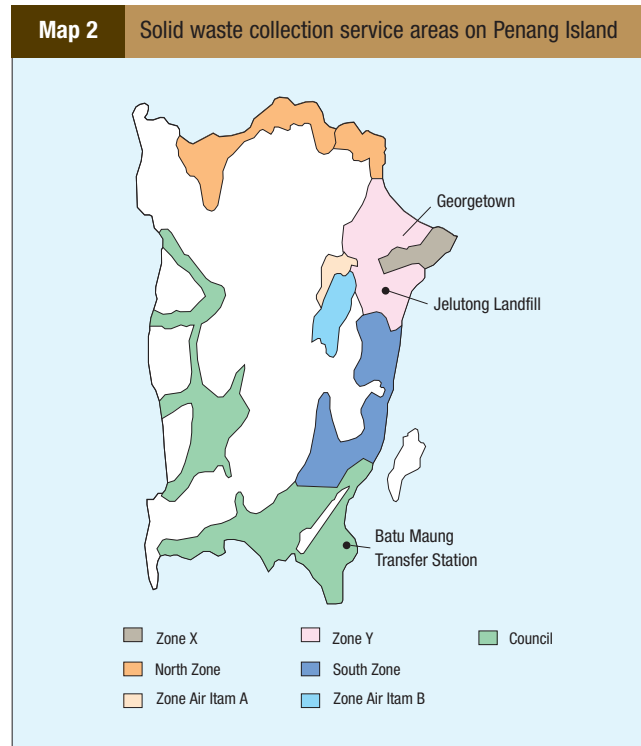 Map 2
Solid waste collection service areas on Penang Island
Georgetown
Jelutong Landfill
Batu Maung
Transfer Station
Zone X
Zone Y
Council
North Zone
South Zone
Zone Air Itam A
Zone Air Itam B